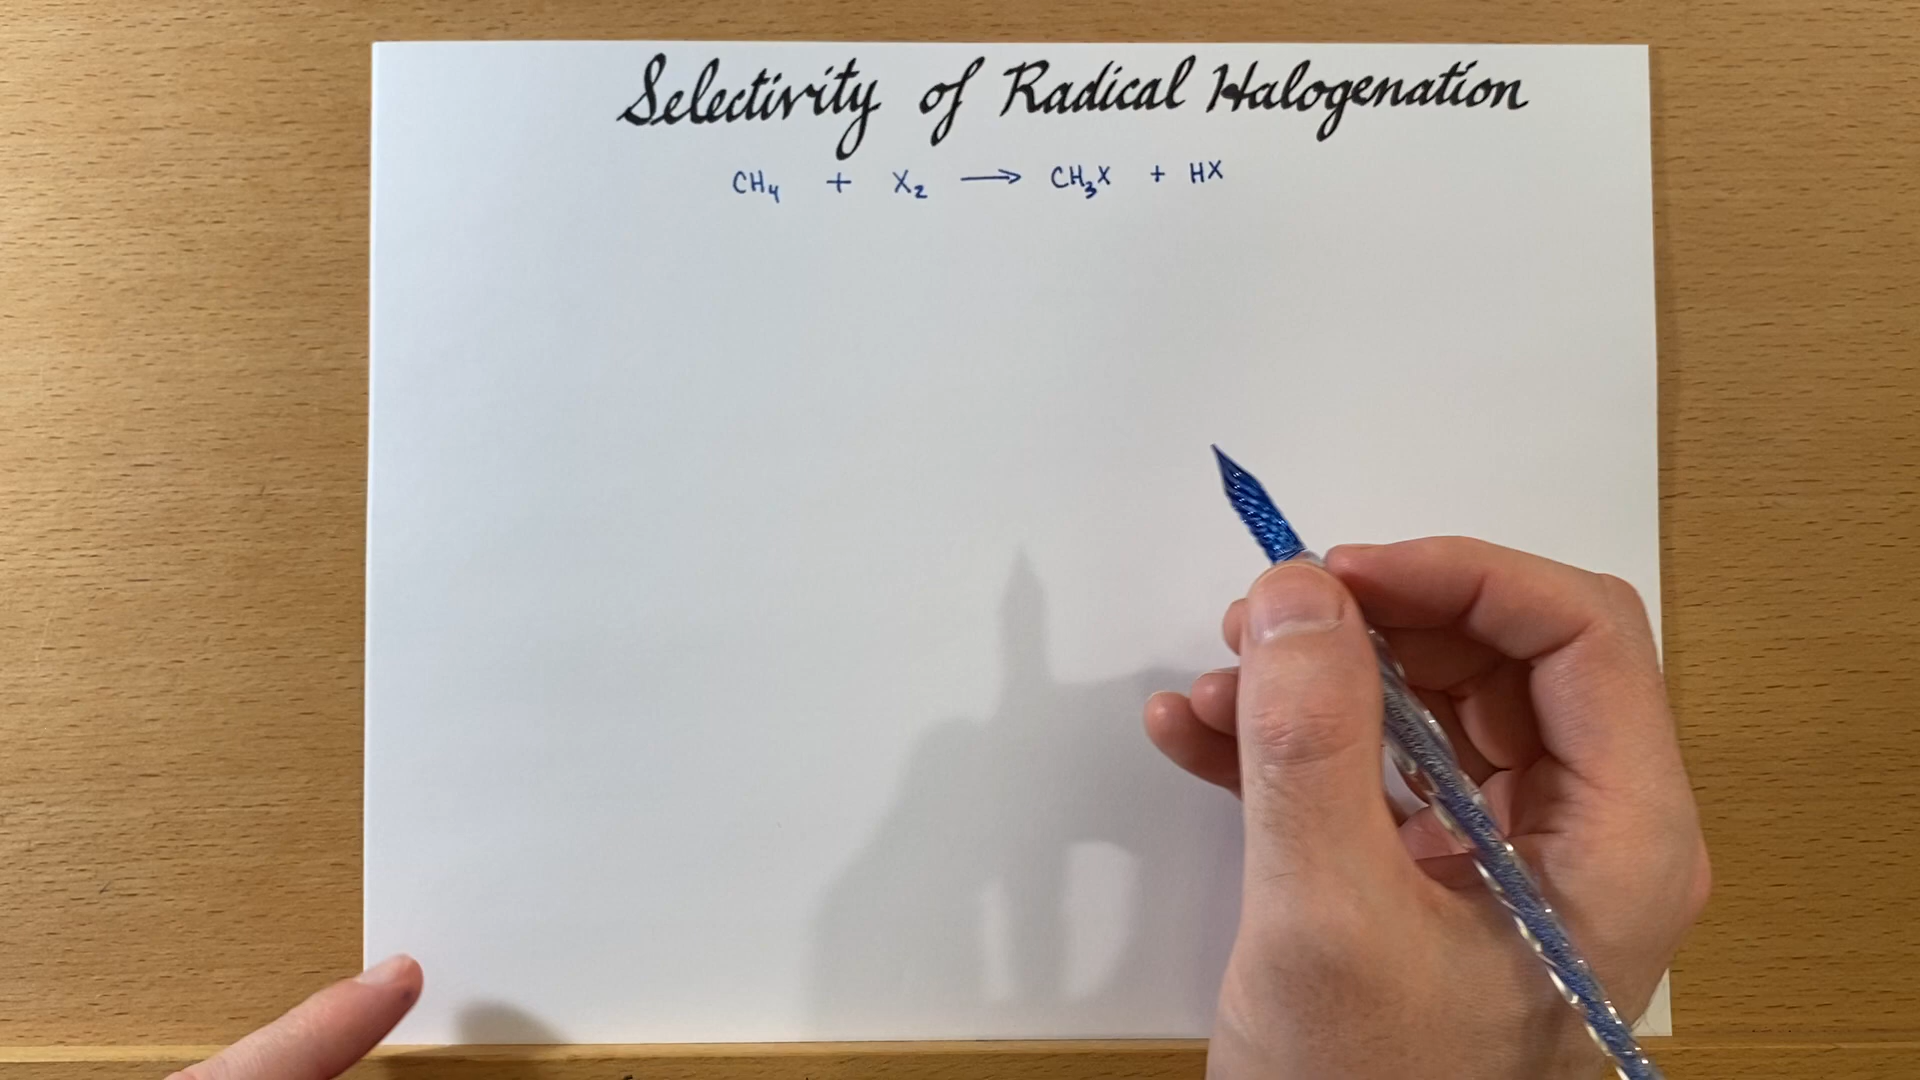 Selectivity of Radical Halogenation
CH₄ + X₂ ⟶ CH₃X + HX